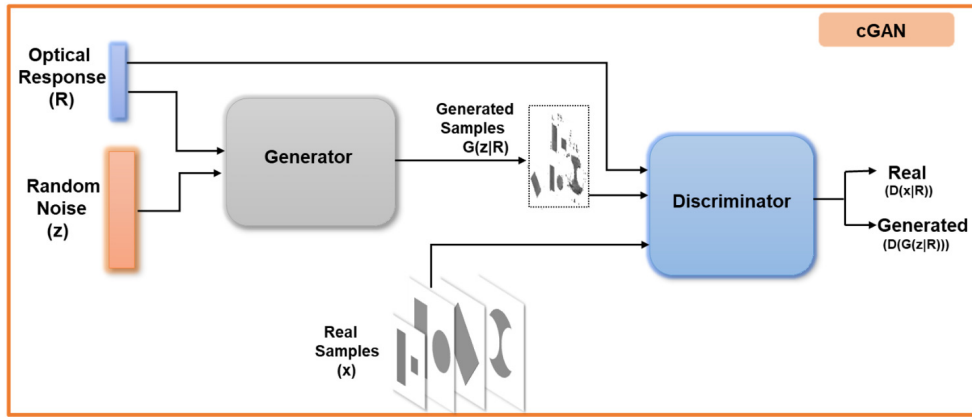 cGAN
Optical
Response
(R)
Random
Noise
(z)
Generator
Generated
Samples
G(z|R)
Real
Samples
(x)
Discriminator
Real
(D(x|R))
Generated
(D(G(z|R)))